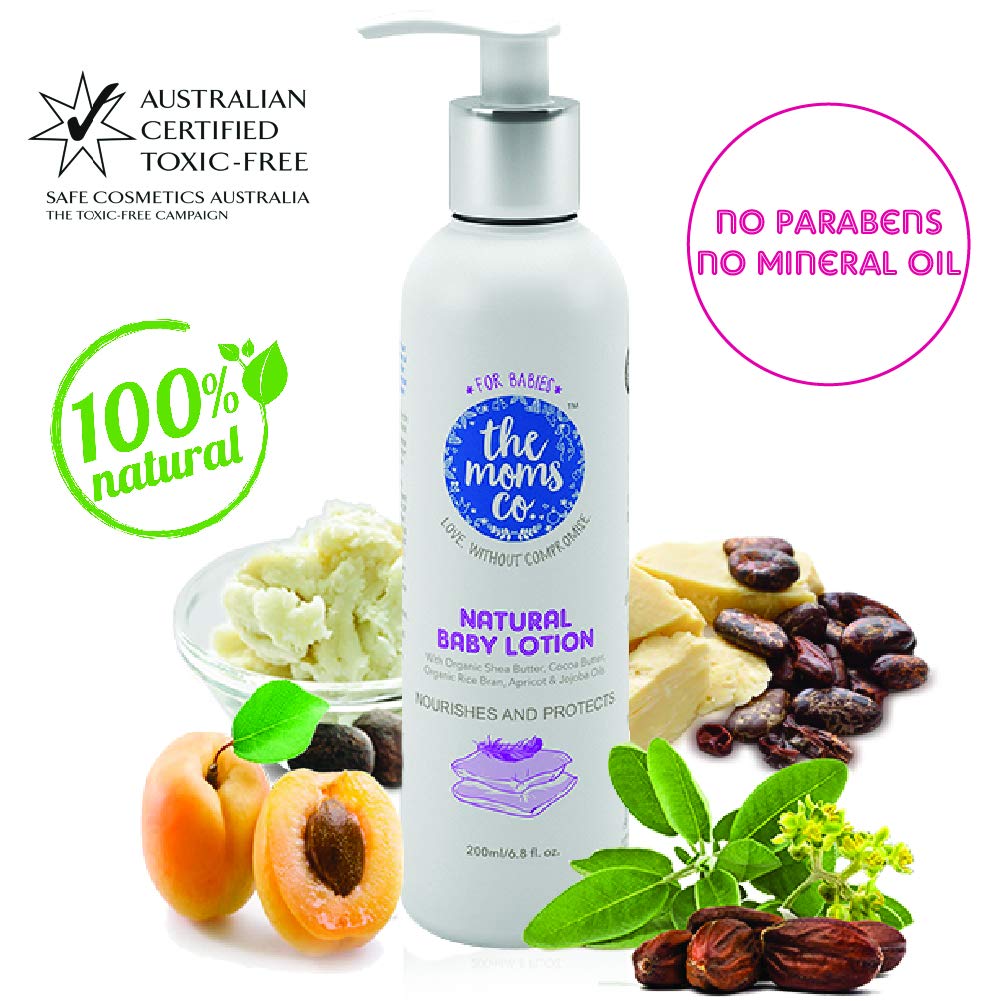 AUSTRALIAN
CERTIFIED
TOXIC-FREE
SAFE COSMETICS AUSTRALIA
THE TOXIC-FREE CAMPAIGN
NO PARABENS
NO MINERAL OIL
100%
natural
FOR BABIES
the
moms
co.
TM
LOVE. WITHOUT COMPROMISE.
NATURAL
BABY LOTION
With Organic Shea Butter, Cocoa Butter,
Organic Rice Bran, Apricot & Jojoba Oils
NOURISHES AND PROTECTS
200ml/6.8 fl. oz.